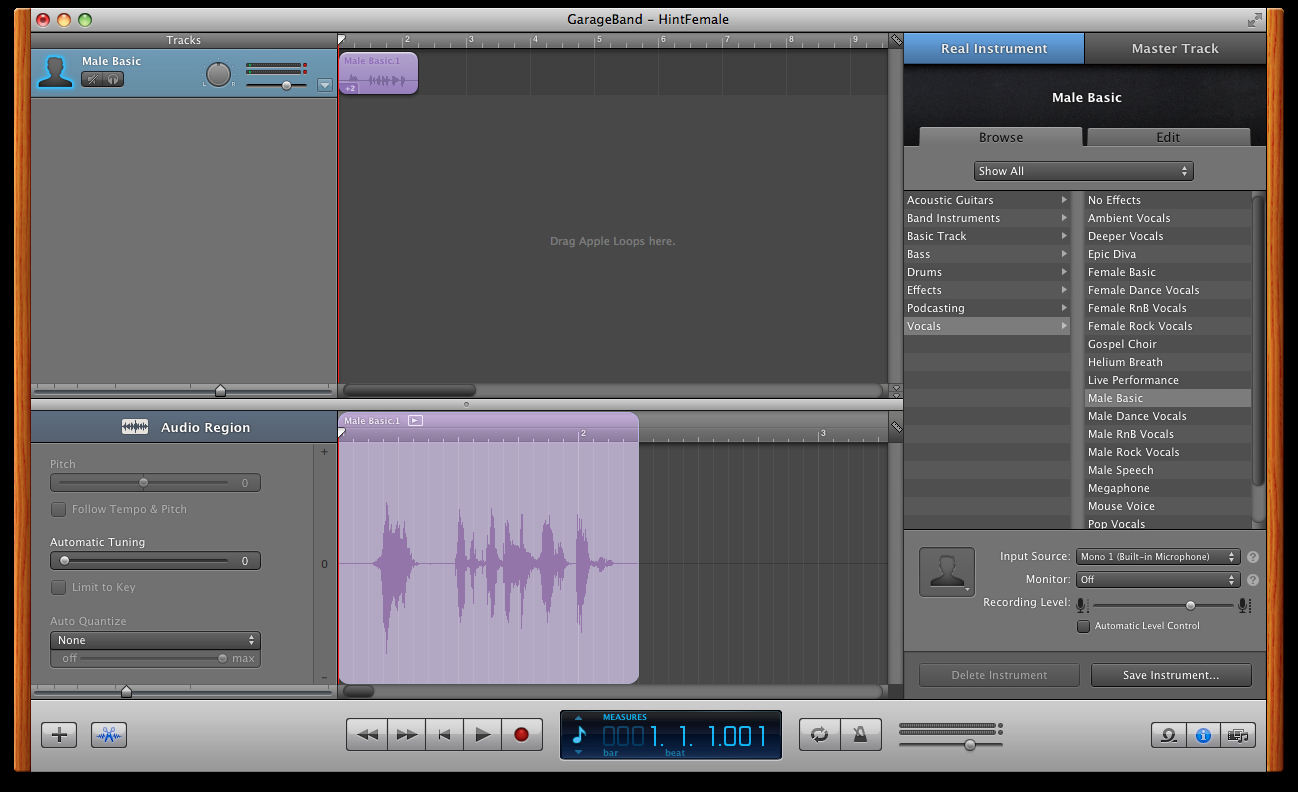 GarageBand – HintFemale
Tracks
2 3 4 5 6 7 8 9
Male Basic
L R
Male Basic.1
+2
Drag Apple Loops here.
Real Instrument Master Track
Male Basic
Browse Edit
Show All
Acoustic Guitars
Band Instruments
Basic Track
Bass
Drums
Effects
Podcasting
Vocals
No Effects
Ambient Vocals
Deeper Vocals
Epic Diva
Female Basic
Female Dance Vocals
Female RnB Vocals
Female Rock Vocals
Gospel Choir
Helium Breath
Live Performance
Male Basic
Male Dance Vocals
Male RnB Vocals
Male Rock Vocals
Male Speech
Megaphone
Mouse Voice
Pop Vocals
Audio Region
Pitch
0
Follow Tempo & Pitch
Automatic Tuning
0
Limit to Key
Auto Quantize
None
off max
+
0
-
Male Basic.1
2 3
Input Source: Mono 1 (Built-in Microphone) ?
Monitor: Off ?
Recording Level:
Automatic Level Control
Delete Instrument Save Instrument...
MEASURES
0001. 1. 1.001
bar beat